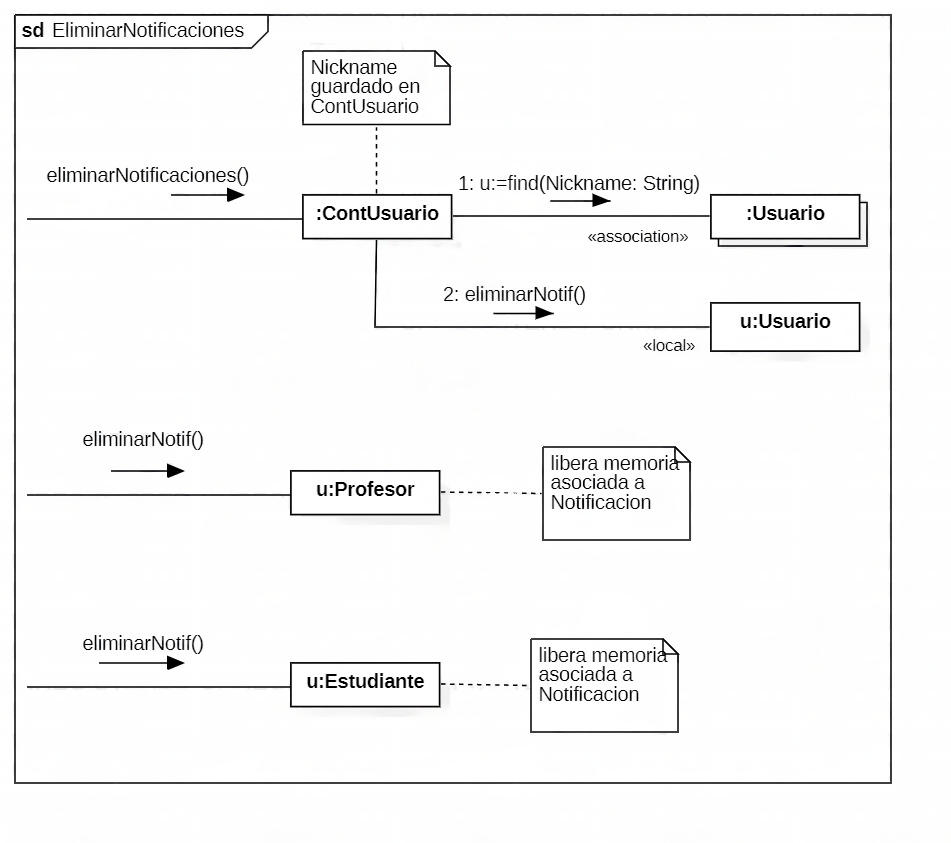 sd EliminarNotificaciones
Nickname
guardado en
ContUsuario
eliminarNotificaciones()
1: u:=find(Nickname: String)
:ContUsuario
:Usuario
«association»
2: eliminarNotif()
u:Usuario
«local»
eliminarNotif()
u:Profesor
libera memoria
asociada a
Notificacion
eliminarNotif()
u:Estudiante
libera memoria
asociada a
Notificacion